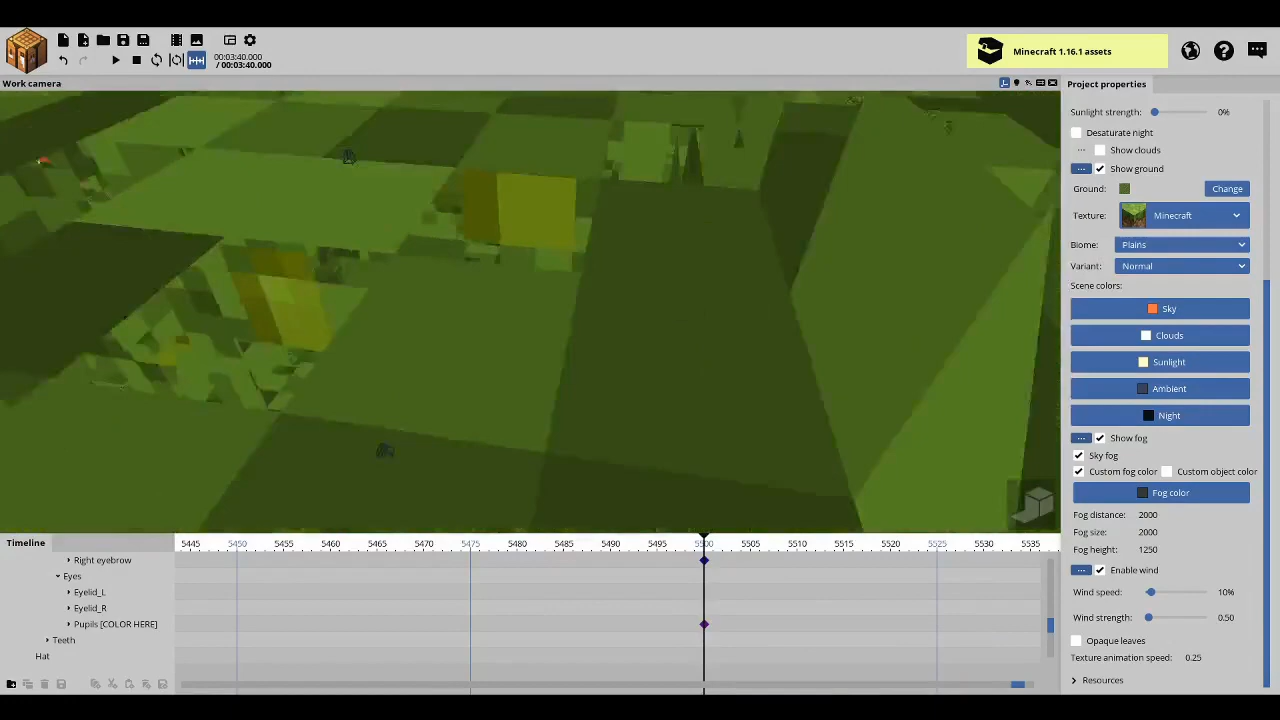 00:03:40.000
/ 00:03:40.000
Minecraft 1.16.1 assets
Work camera
Project properties
Sunlight strength: 0%
Desaturate night
Show clouds
Show ground
Ground: Change
Texture: Minecraft
Biome: Plains
Variant: Normal
Scene colors:
Sky
Clouds
Sunlight
Ambient
Night
Show fog
Sky fog
Custom fog color Custom object color
Fog color
Fog distance: 2000
Fog size: 2000
Fog height: 1250
Enable wind
Wind speed: 10%
Wind strength: 0.50
Opaque leaves
Texture animation speed: 0.25
Resources
Timeline
5445 5450 5455 5460 5465 5470 5475 5480 5485 5490 5495 5500 5505 5510 5515 5520 5525 5530 5535
Right eyebrow
Eyes
Eyelid_L
Eyelid_R
Pupils [COLOR HERE]
Teeth
Hat